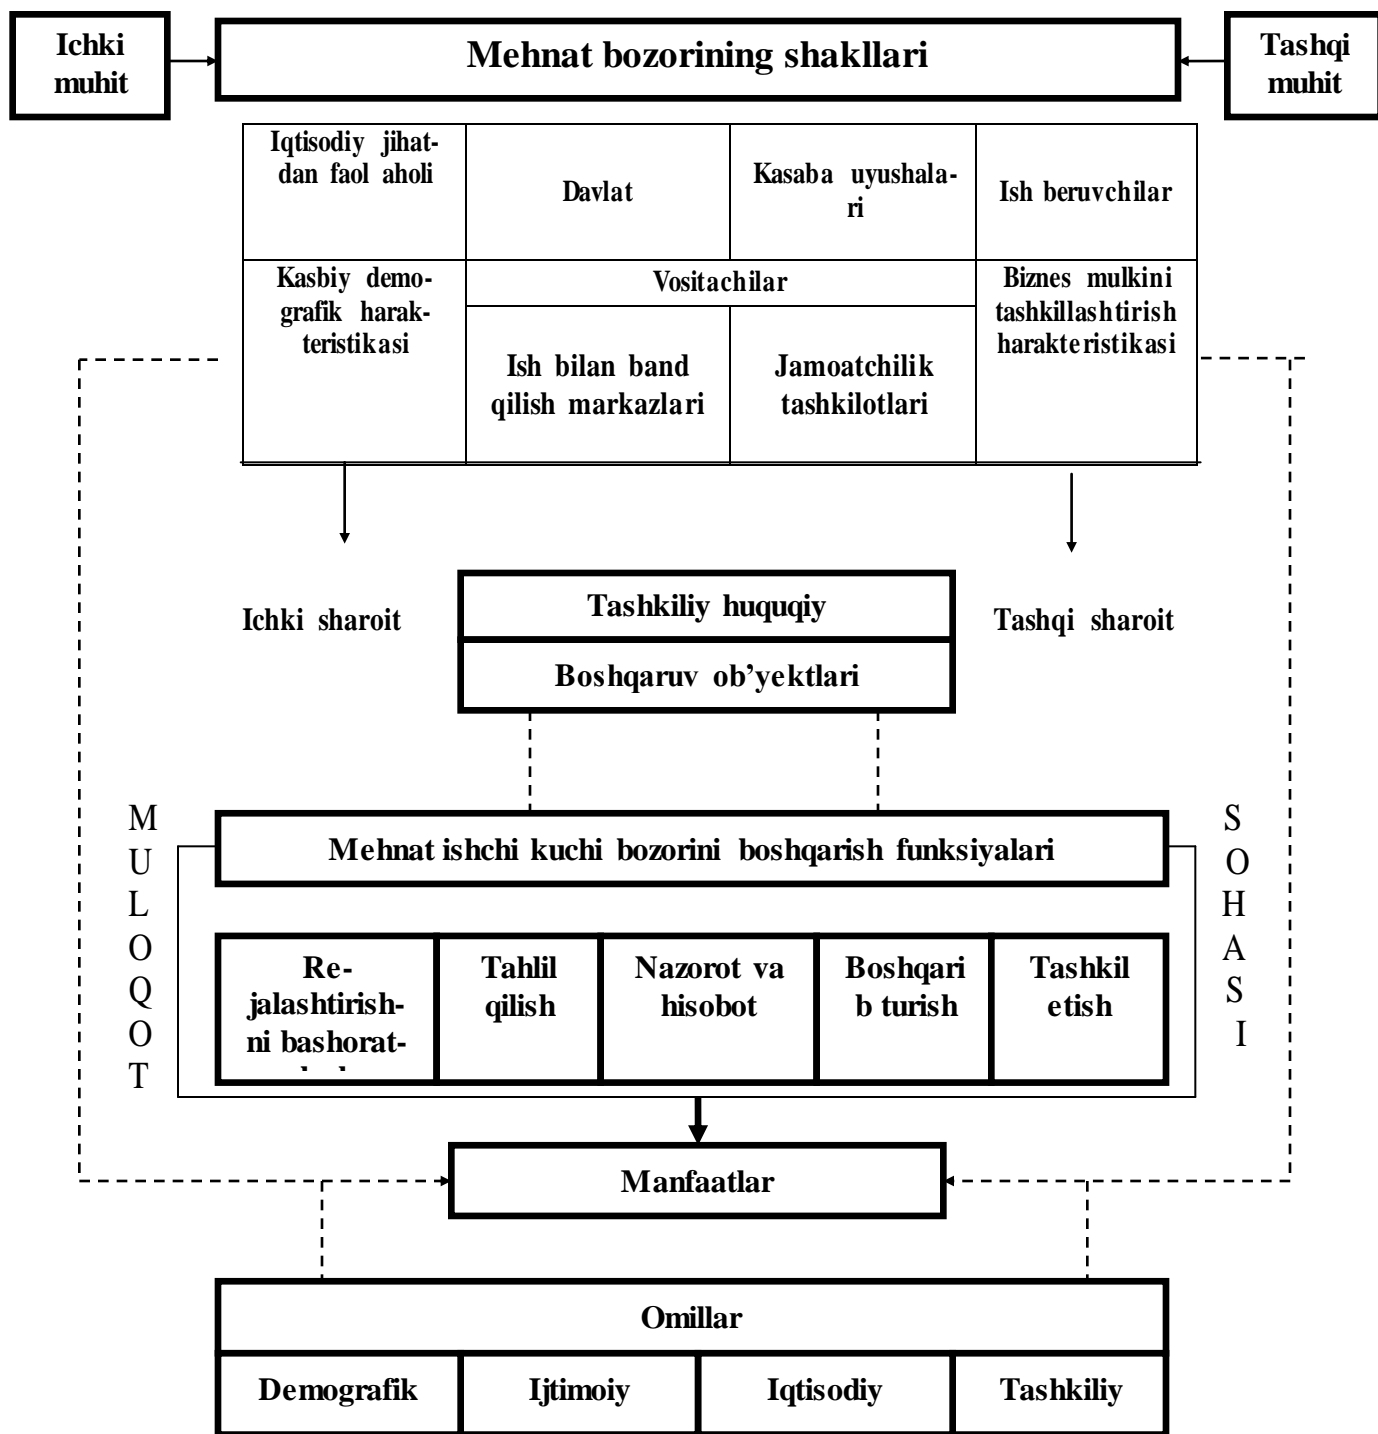 Ichki
muhit
Mehnat bozorining shakllari
Tashqi
muhit
Iqtisodiy jihat-
dan faol aholi
Davlat
Kasaba uyushala-
ri
Ish beruvchilar
Kasbiy demo-
grafik harak-
teristikasi
Vositachilar
Biznes mulkini
tashkillashtirish
harakteristikasi
Ish bilan band
qilish markazlari
Jamoatchilik
tashkilotlari
Ichki sharoit
Tashkiliy huquqiy
Tashqi sharoit
Boshqaruv ob’yektlari
M
U
L
O
Q
O
T
Mehnat ishchi kuchi bozorini boshqarish funksiyalari
S
O
H
A
S
I
Re-
jalashtirish-
ni bashorat-
Tahlil
qilish
Nazorot va
hisobot
Boshqari
b turish
Tashkil
etish
Manfaatlar
Omillar
Demografik
Ijtimoiy
Iqtisodiy
Tashkiliy